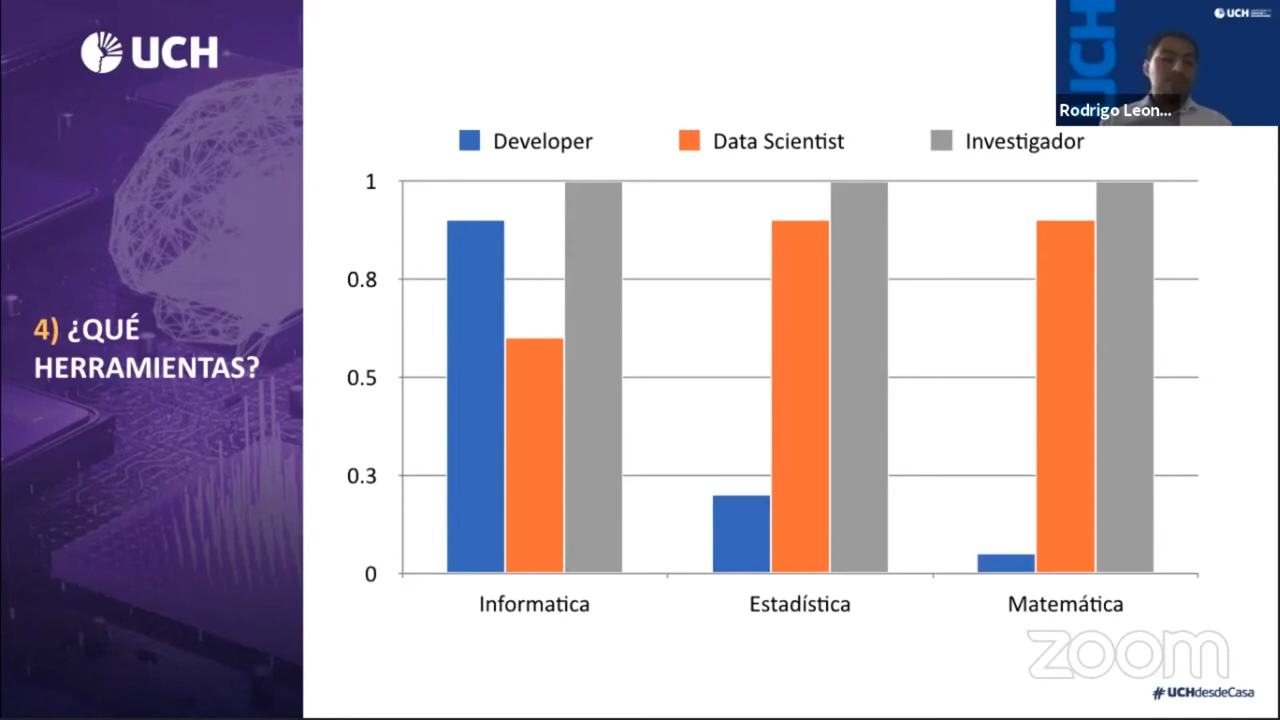 UCH
UCH
UCH
Rodrigo Leon...
4) ¿QUÉ
HERRAMIENTAS?
Developer
Data Scientist
Investigador
1
0.8
0.5
0.3
0
Informatica
Estadística
Matemática
zoom
#UCHdesdeCasa